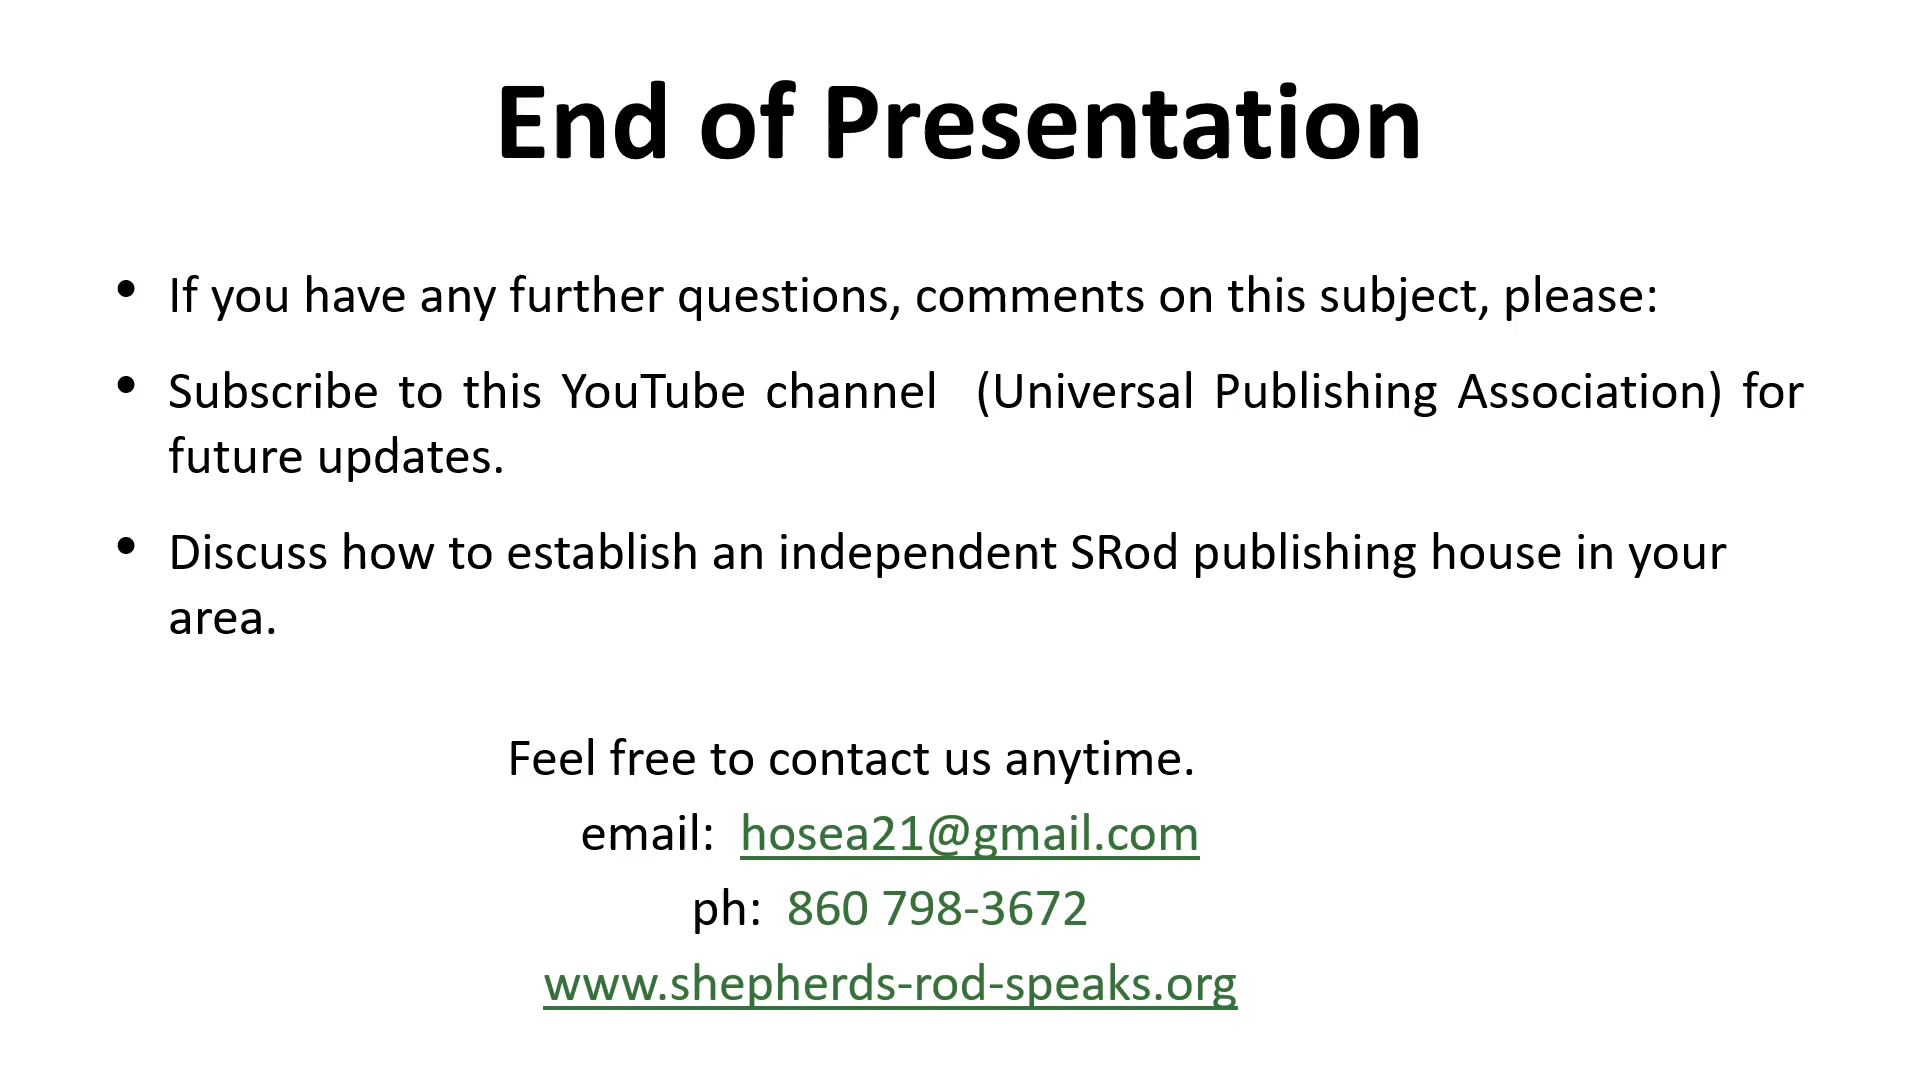 End of Presentation
• If you have any further questions, comments on this subject, please:
• Subscribe to this YouTube channel  (Universal Publishing Association) for
future updates.
• Discuss how to establish an independent SRod publishing house in your
area.
Feel free to contact us anytime.
email:  hosea21@gmail.com
ph:  860 798-3672
www.shepherds-rod-speaks.org